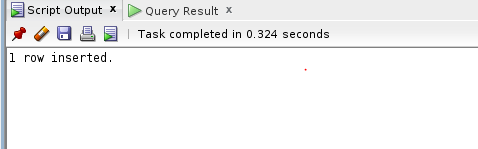 Script Output x Query Result x
Task completed in 0.324 seconds
1 row inserted.